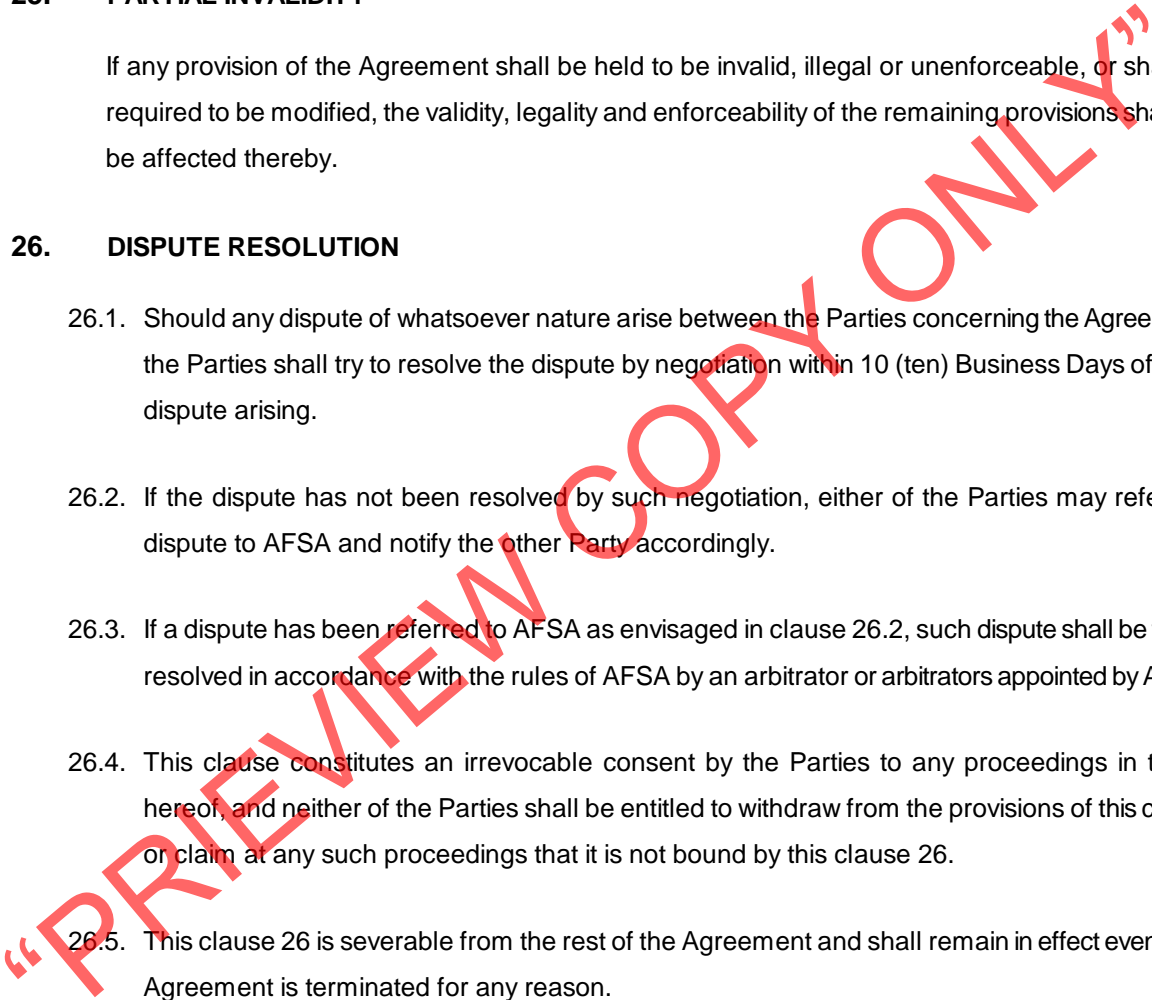 25. PARTIAL INVALIDITY
If any provision of the Agreement shall be held to be invalid, illegal or unenforceable, or sha
required to be modified, the validity, legality and enforceability of the remaining provisions sha
be affected thereby.
26. DISPUTE RESOLUTION
26.1. Should any dispute of whatsoever nature arise between the Parties concerning the Agree
the Parties shall try to resolve the dispute by negotiation within 10 (ten) Business Days of
dispute arising.
26.2. If the dispute has not been resolved by such negotiation, either of the Parties may refe
dispute to AFSA and notify the other Party accordingly.
26.3. If a dispute has been referred to AFSA as envisaged in clause 26.2, such dispute shall be
resolved in accordance with the rules of AFSA by an arbitrator or arbitrators appointed by A
26.4. This clause constitutes an irrevocable consent by the Parties to any proceedings in t
hereof, and neither of the Parties shall be entitled to withdraw from the provisions of this c
or claim at any such proceedings that it is not bound by this clause 26.
26.5. This clause 26 is severable from the rest of the Agreement and shall remain in effect even
Agreement is terminated for any reason.
“PRIEVIEW COPY ONLY”